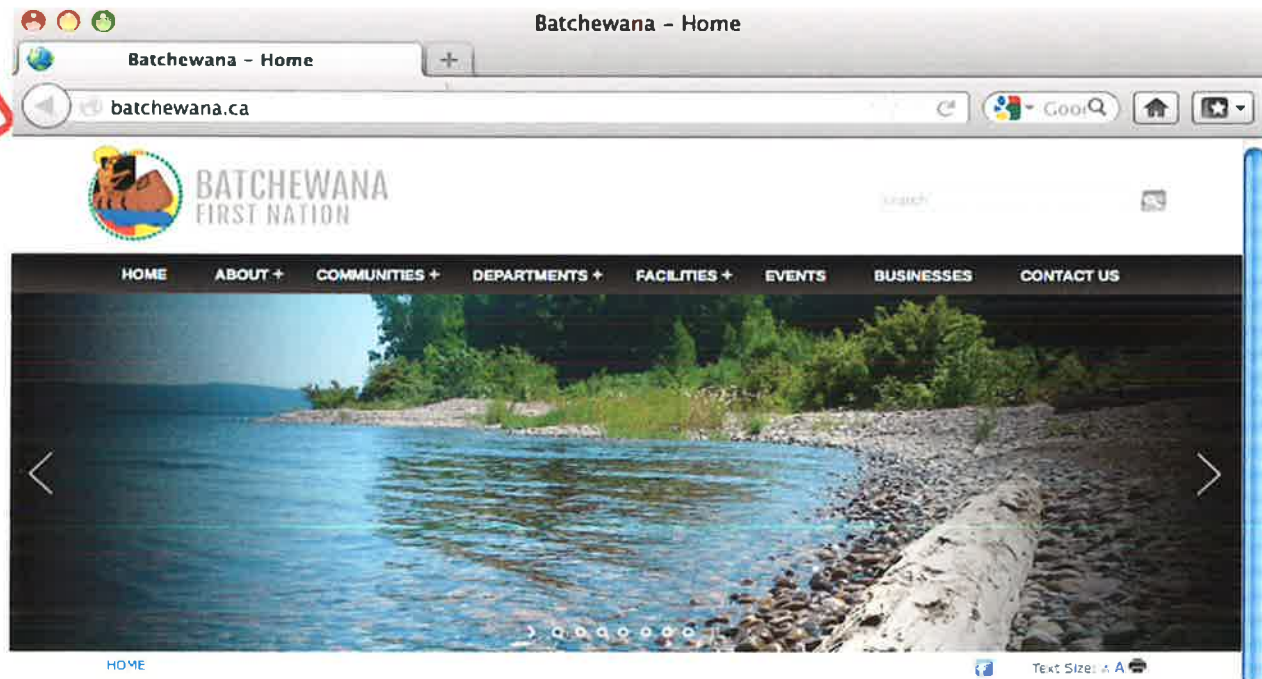 Batchewana – Home
Batchewana – Home
batchewana.ca
BATCHEWANA
FIRST NATION
HOME ABOUT + COMMUNITIES + DEPARTMENTS + FACILITIES + EVENTS BUSINESSES CONTACT US
HOME
Text Size: A A